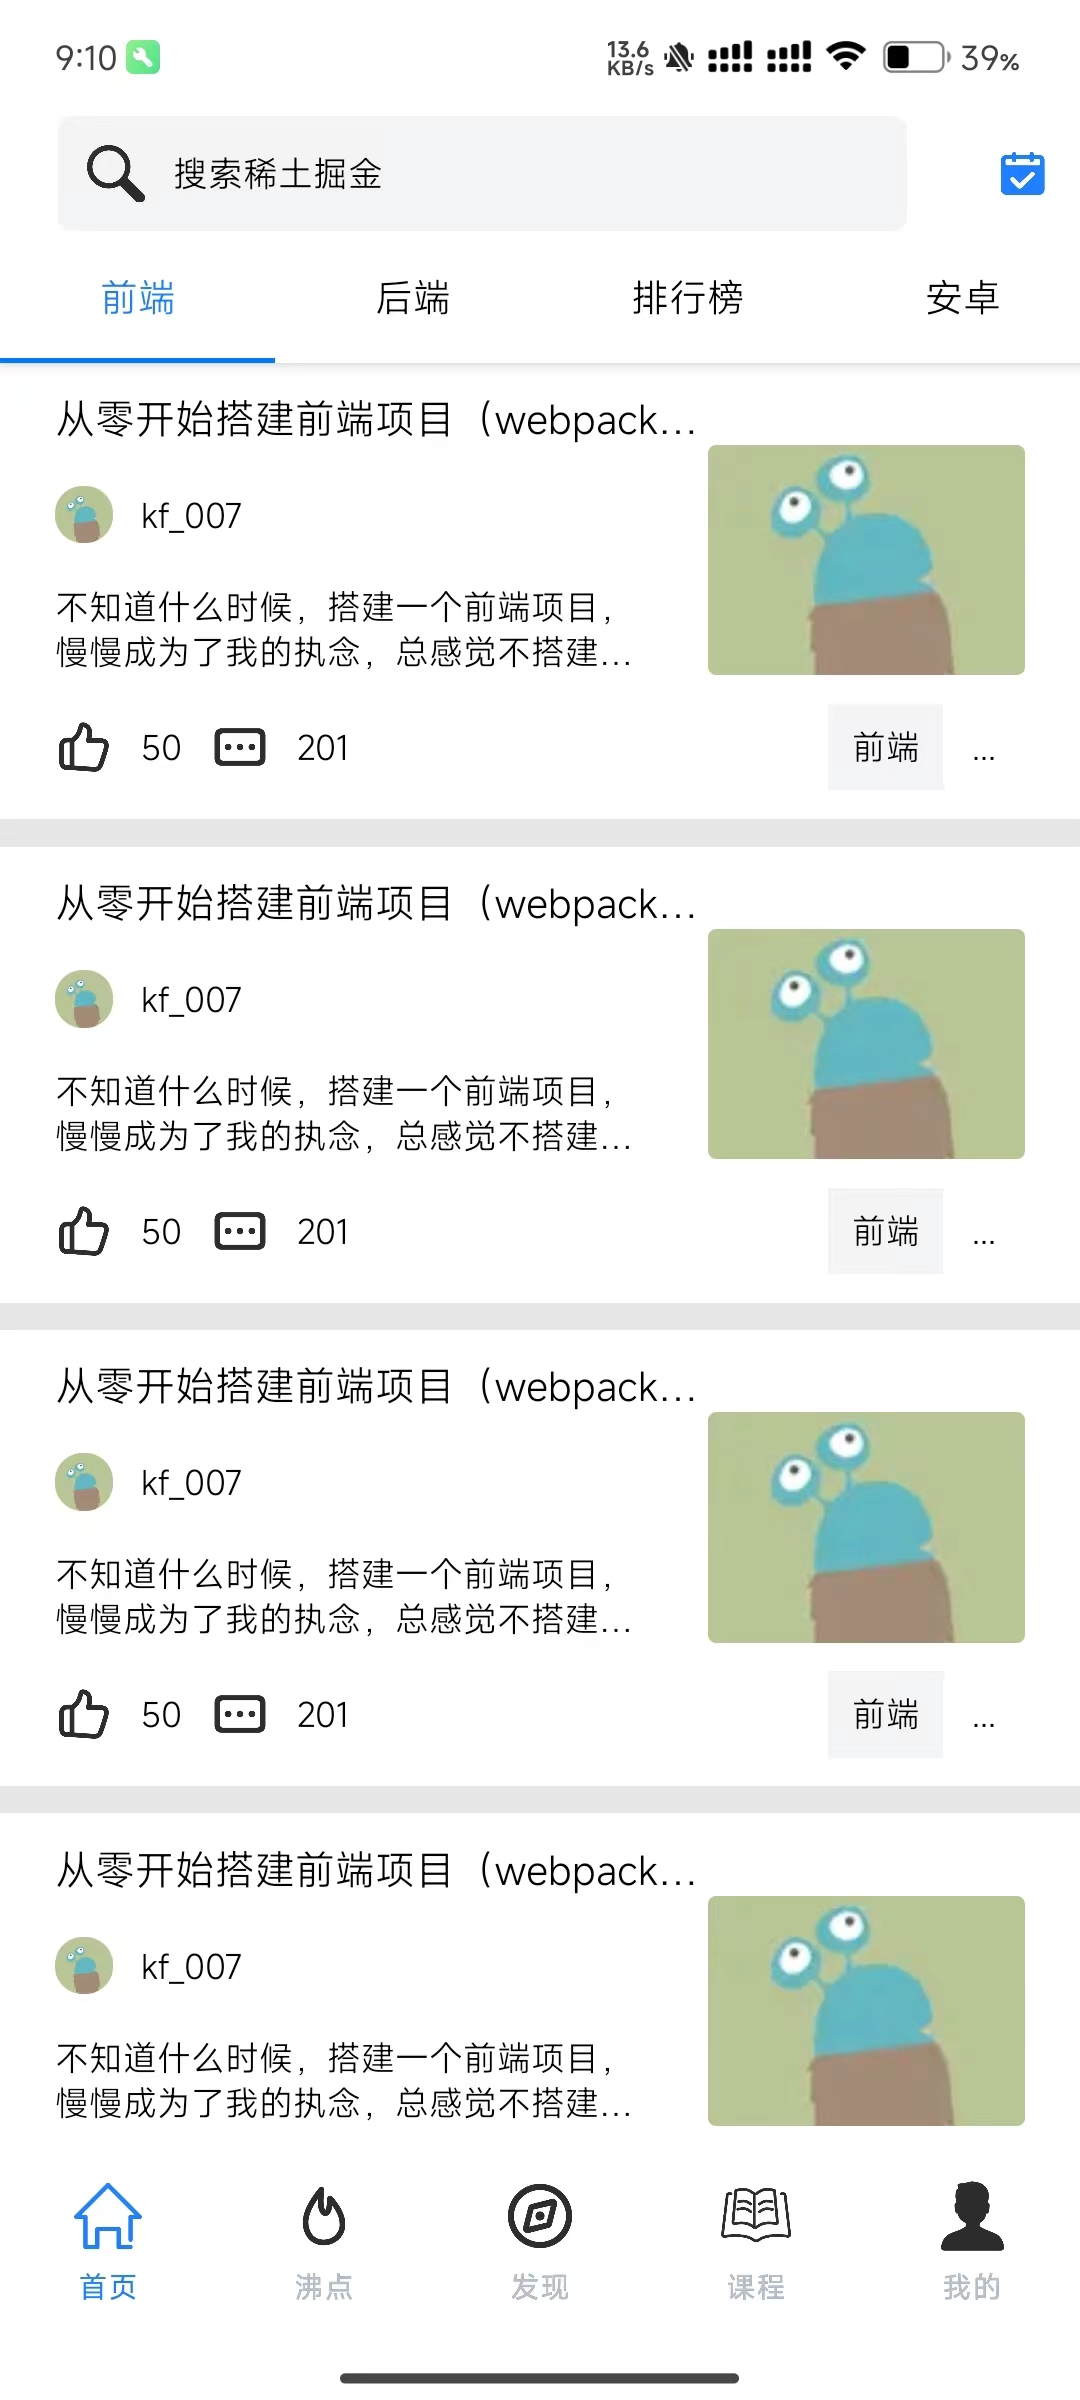 9:10
13.6
KB/s
39%
搜索稀土掘金
前端 后端 排行榜 安卓
从零开始搭建前端项目（webpack...
kf_007
不知道什么时候，搭建一个前端项目，
慢慢成为了我的执念，总感觉不搭建...
50 201 前端 ...
从零开始搭建前端项目（webpack...
kf_007
不知道什么时候，搭建一个前端项目，
慢慢成为了我的执念，总感觉不搭建...
50 201 前端 ...
从零开始搭建前端项目（webpack...
kf_007
不知道什么时候，搭建一个前端项目，
慢慢成为了我的执念，总感觉不搭建...
50 201 前端 ...
从零开始搭建前端项目（webpack...
kf_007
不知道什么时候，搭建一个前端项目，
慢慢成为了我的执念，总感觉不搭建...
首页 沸点 发现 课程 我的